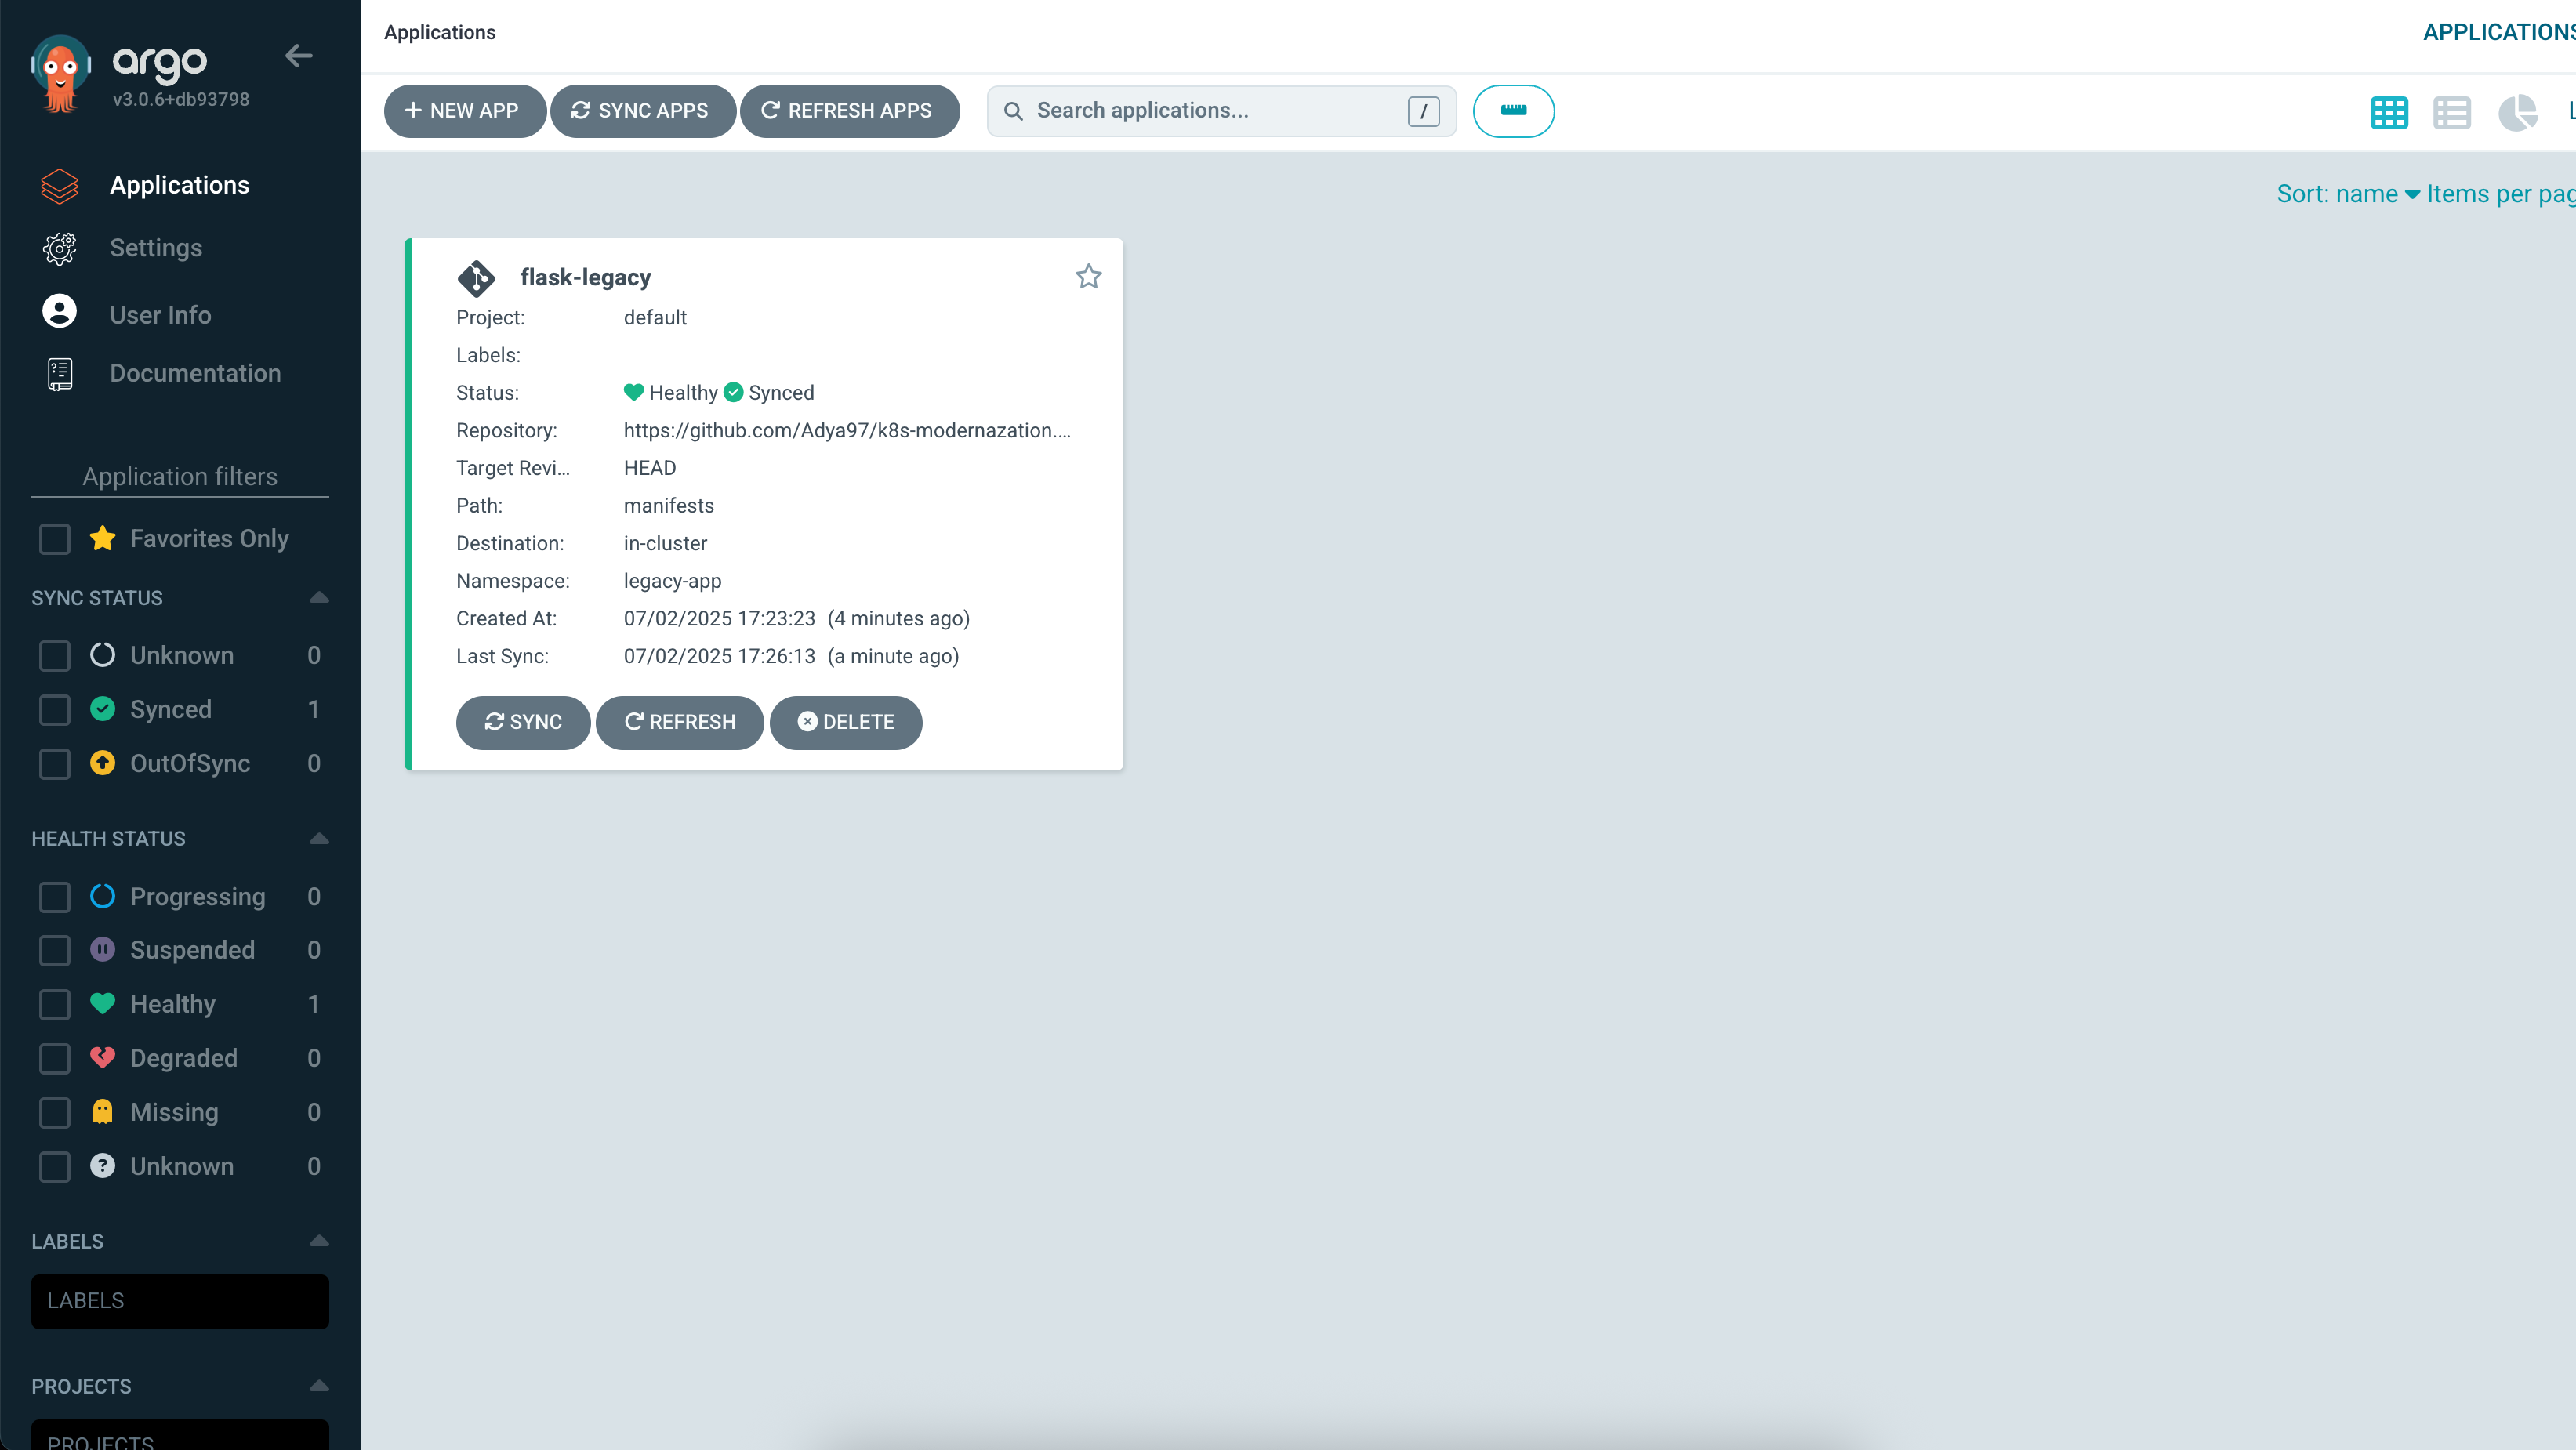 argo
v3.0.6+db93798
Applications
Settings
User Info
Documentation
Application filters
Favorites Only
SYNC STATUS
Unknown 0
Synced 1
OutOfSync 0
HEALTH STATUS
Progressing 0
Suspended 0
Healthy 1
Degraded 0
Missing 0
Unknown 0
LABELS
LABELS
PROJECTS
PROJECTS
Applications
APPLICATIONS
+ NEW APP
SYNC APPS
REFRESH APPS
Search applications...
/
Sort: name
Items per pag
flask-legacy
Project: default
Labels:
Status: Healthy Synced
Repository: https://github.com/Adya97/k8s-modernazation....
Target Revi... HEAD
Path: manifests
Destination: in-cluster
Namespace: legacy-app
Created At: 07/02/2025 17:23:23 (4 minutes ago)
Last Sync: 07/02/2025 17:26:13 (a minute ago)
SYNC
REFRESH
DELETE